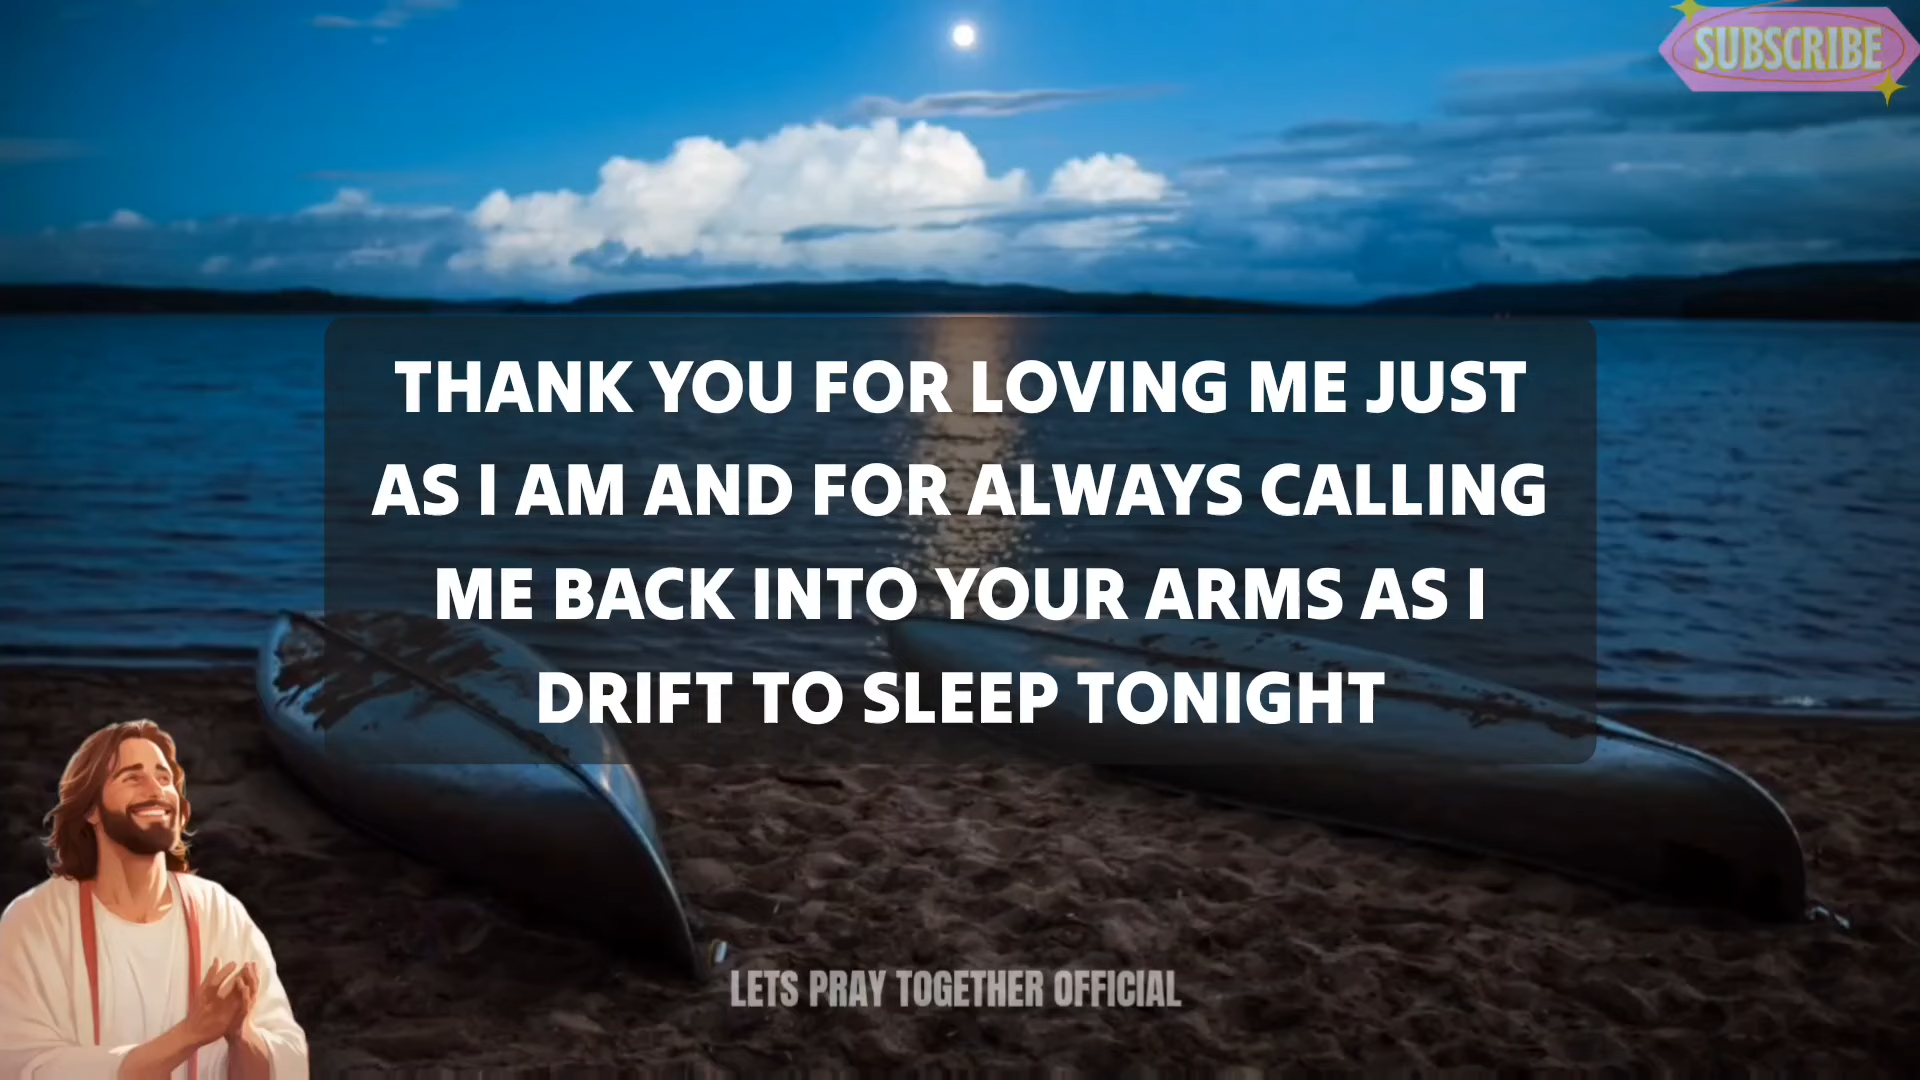 SUBSCRIBE
THANK YOU FOR LOVING ME JUST
AS I AM AND FOR ALWAYS CALLING
ME BACK INTO YOUR ARMS AS I
DRIFT TO SLEEP TONIGHT
LETS PRAY TOGETHER OFFICIAL